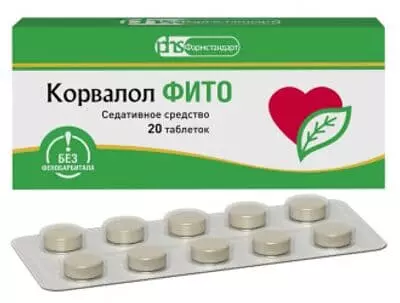 phs Фармстандарт
Корвалол ФИТО
Седативное средство
20 таблеток
БЕЗ
ФЕНОБАРБИТАЛА